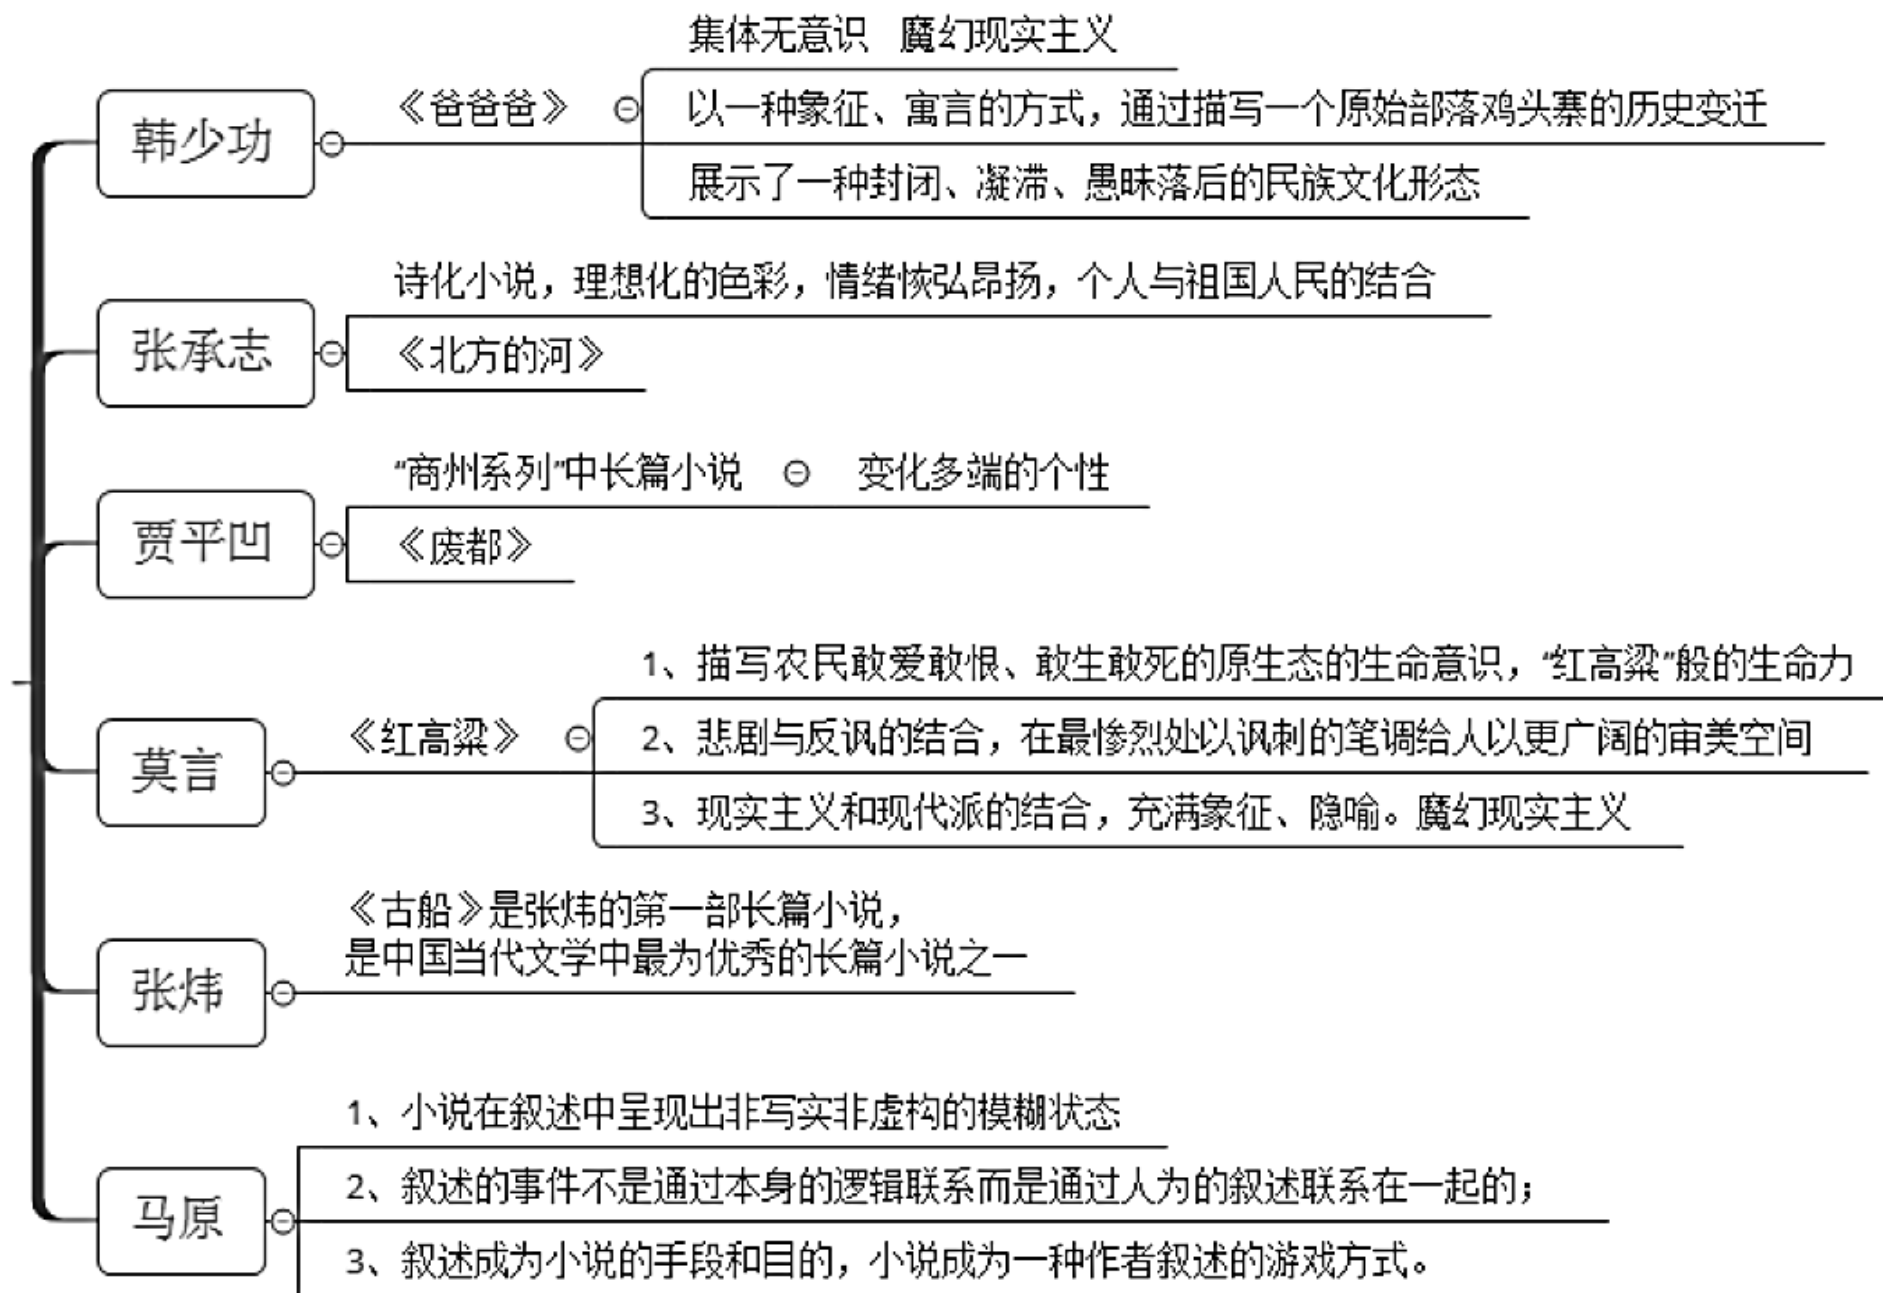 韩少功
《爸爸爸》
集体无意识 魔幻现实主义
以一种象征、寓言的方式，通过描写一个原始部落鸡头寨的历史变迁
展示了一种封闭、凝滞、愚昧落后的民族文化形态
张承志
诗化小说，理想化的色彩，情绪恢弘昂扬，个人与祖国人民的结合
《北方的河》
贾平凹
“商州系列”中长篇小说 变化多端的个性
《废都》
莫言
《红高粱》
1、描写农民敢爱敢恨、敢生敢死的原生态的生命意识，“红高粱”般的生命力
2、悲剧与反讽的结合，在最惨烈处以讽刺的笔调给人以更广阔的审美空间
3、现实主义和现代派的结合，充满象征、隐喻。魔幻现实主义
张炜
《古船》是张炜的第一部长篇小说，
是中国当代文学中最为优秀的长篇小说之一
马原
1、小说在叙述中呈现出非写实非虚构的模糊状态
2、叙述的事件不是通过本身的逻辑联系而是通过人为的叙述联系在一起的；
3、叙述成为小说的手段和目的，小说成为一种作者叙述的游戏方式。